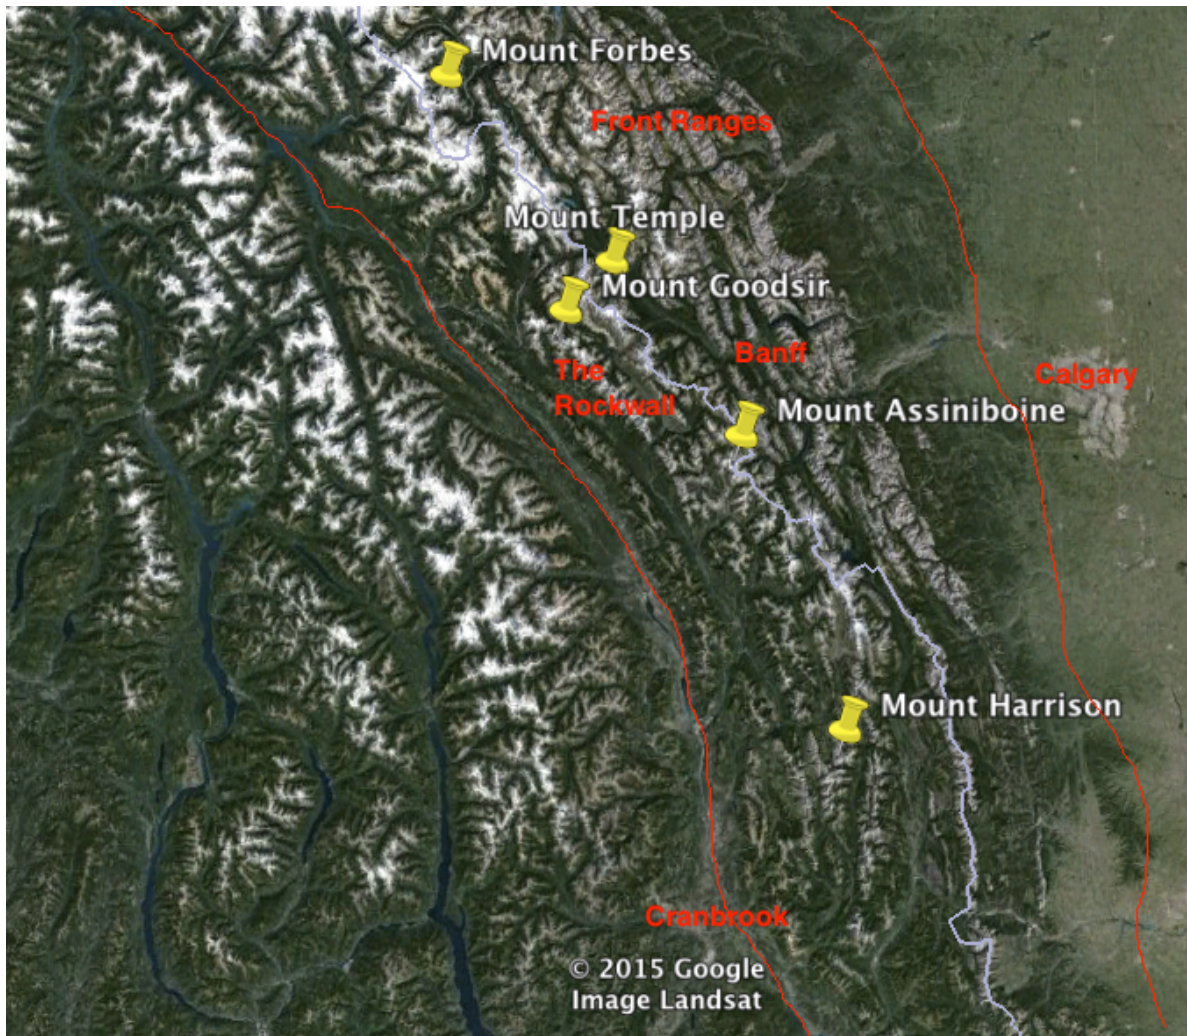 Mount Forbes
Front Ranges
Mount Temple
Mount Goodsir
Banff
The
Rockwall
Calgary
Mount Assiniboine
Mount Harrison
Cranbrook
© 2015 Google
Image Landsat